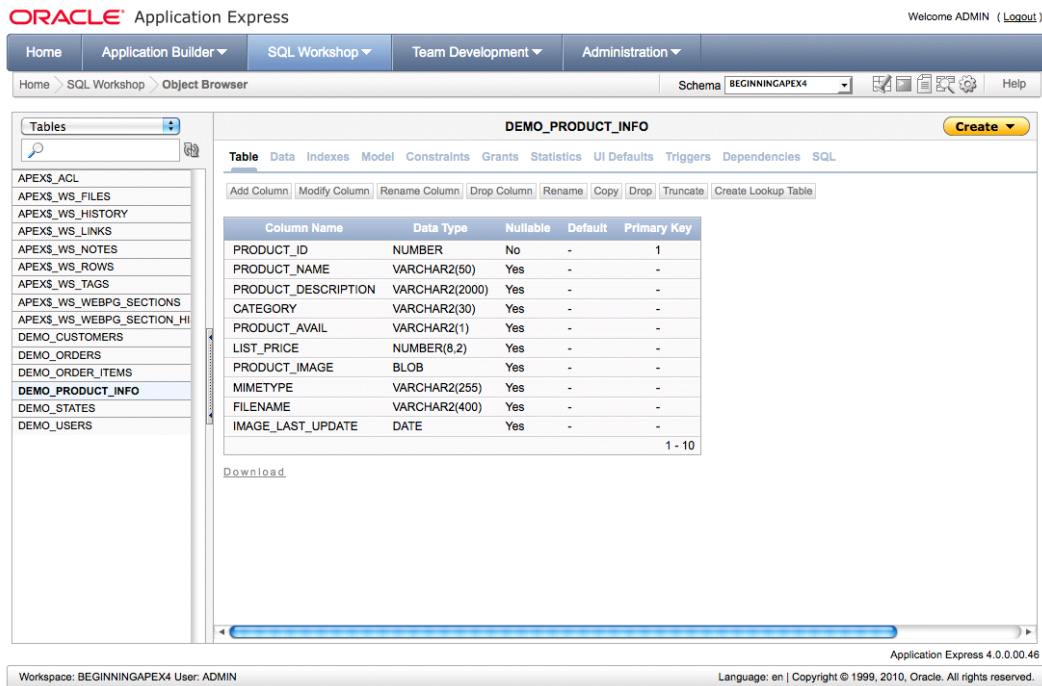 ORACLE® Application Express
Welcome ADMIN ( Logout )
Home Application Builder SQL Workshop Team Development Administration
Home SQL Workshop Object Browser
Schema BEGINNINGAPEX4 Help
Tables
DEMO_PRODUCT_INFO
Create
Table Data Indexes Model Constraints Grants Statistics UI Defaults Triggers Dependencies SQL
Add Column Modify Column Rename Column Drop Column Rename Copy Drop Truncate Create Lookup Table
APEX$_ACL
APEX$_WS_FILES
APEX$_WS_HISTORY
APEX$_WS_LINKS
APEX$_WS_NOTES
APEX$_WS_ROWS
APEX$_WS_TAGS
APEX$_WS_WEBPG_SECTIONS
APEX$_WS_WEBPG_SECTION_HI
DEMO_CUSTOMERS
DEMO_ORDERS
DEMO_ORDER_ITEMS
DEMO_PRODUCT_INFO
DEMO_STATES
DEMO_USERS
Column Name Data Type Nullable Default Primary Key
PRODUCT_ID NUMBER No - 1
PRODUCT_NAME VARCHAR2(50) Yes - -
PRODUCT_DESCRIPTION VARCHAR2(2000) Yes - -
CATEGORY VARCHAR2(30) Yes - -
PRODUCT_AVAIL VARCHAR2(1) Yes - -
LIST_PRICE NUMBER(8,2) Yes - -
PRODUCT_IMAGE BLOB Yes - -
MIMETYPE VARCHAR2(255) Yes - -
FILENAME VARCHAR2(400) Yes - -
IMAGE_LAST_UPDATE DATE Yes - -
1 - 10
Download
Application Express 4.0.0.00.46
Workspace: BEGINNINGAPEX4 User: ADMIN
Language: en | Copyright © 1999, 2010, Oracle. All rights reserved.